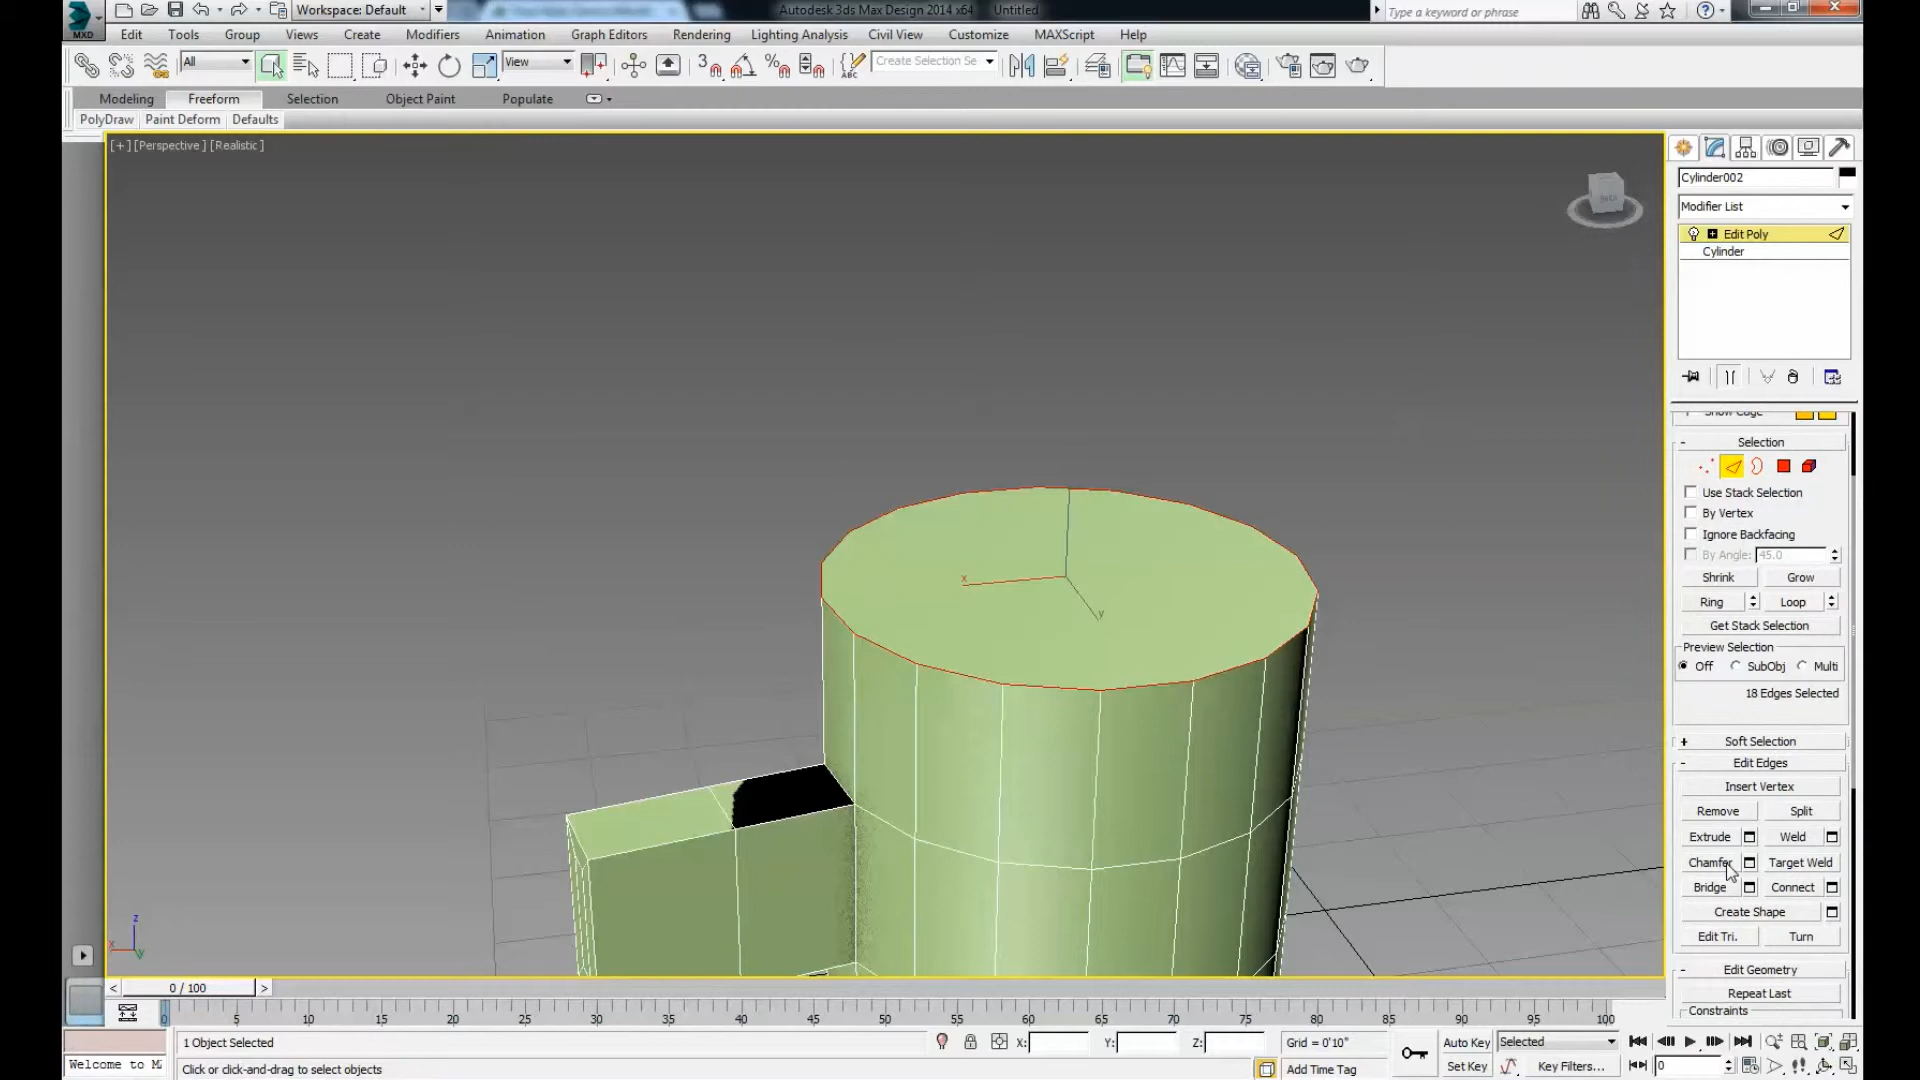 Workspace: Default
Autodesk 3ds Max Design 2014 x64 Untitled
Type a keyword or phrase
MXD
Edit Tools Group Views Create Modifiers Animation Graph Editors Rendering Lighting Analysis Civil View Customize MAXScript Help
All View Create Selection Se
Modeling Freeform Selection Object Paint Populate
PolyDraw Paint Deform Defaults
[+] [Perspective] [Realistic]
Cylinder002
Modifier List
Edit Poly
Cylinder
Show Cage
- Selection
Use Stack Selection
By Vertex
Ignore Backfacing
By Angle: 45.0
Shrink Grow
Ring Loop
Get Stack Selection
Preview Selection
Off SubObj Multi
18 Edges Selected
+ Soft Selection
- Edit Edges
Insert Vertex
Remove Split
Extrude Weld
Chamfer Target Weld
Bridge Connect
Create Shape
Edit Tri. Turn
- Edit Geometry
Repeat Last
Constraints
x
y
z
x
y
< 0 / 100 >
0 5 10 15 20 25 30 35 40 45 50 55 60 65 70 75 80 85 90 95 100
1 Object Selected
X: Y: Z: Grid = 0'10"
Auto Key Selected
Welcome to M
Click or click-and-drag to select objects
Add Time Tag
Set Key Key Filters... 0